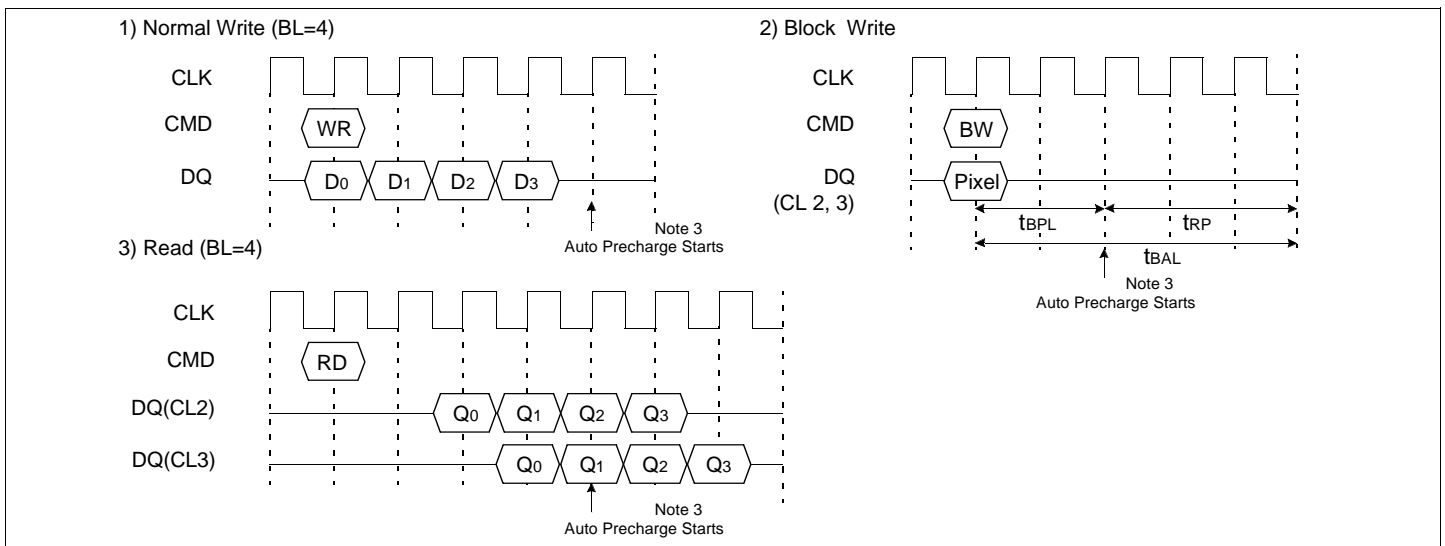 1) Normal Write (BL=4)
CLK
CMD
WR
DQ
D0 D1 D2 D3
Note 3
Auto Precharge Starts
2) Block Write
CLK
CMD
BW
DQ
(CL 2, 3)
Pixel
tBPL
tRP
tBAL
Note 3
Auto Precharge Starts
3) Read (BL=4)
CLK
CMD
RD
DQ(CL2)
Q0 Q1 Q2 Q3
DQ(CL3)
Q0 Q1 Q2 Q3
Note 3
Auto Precharge Starts